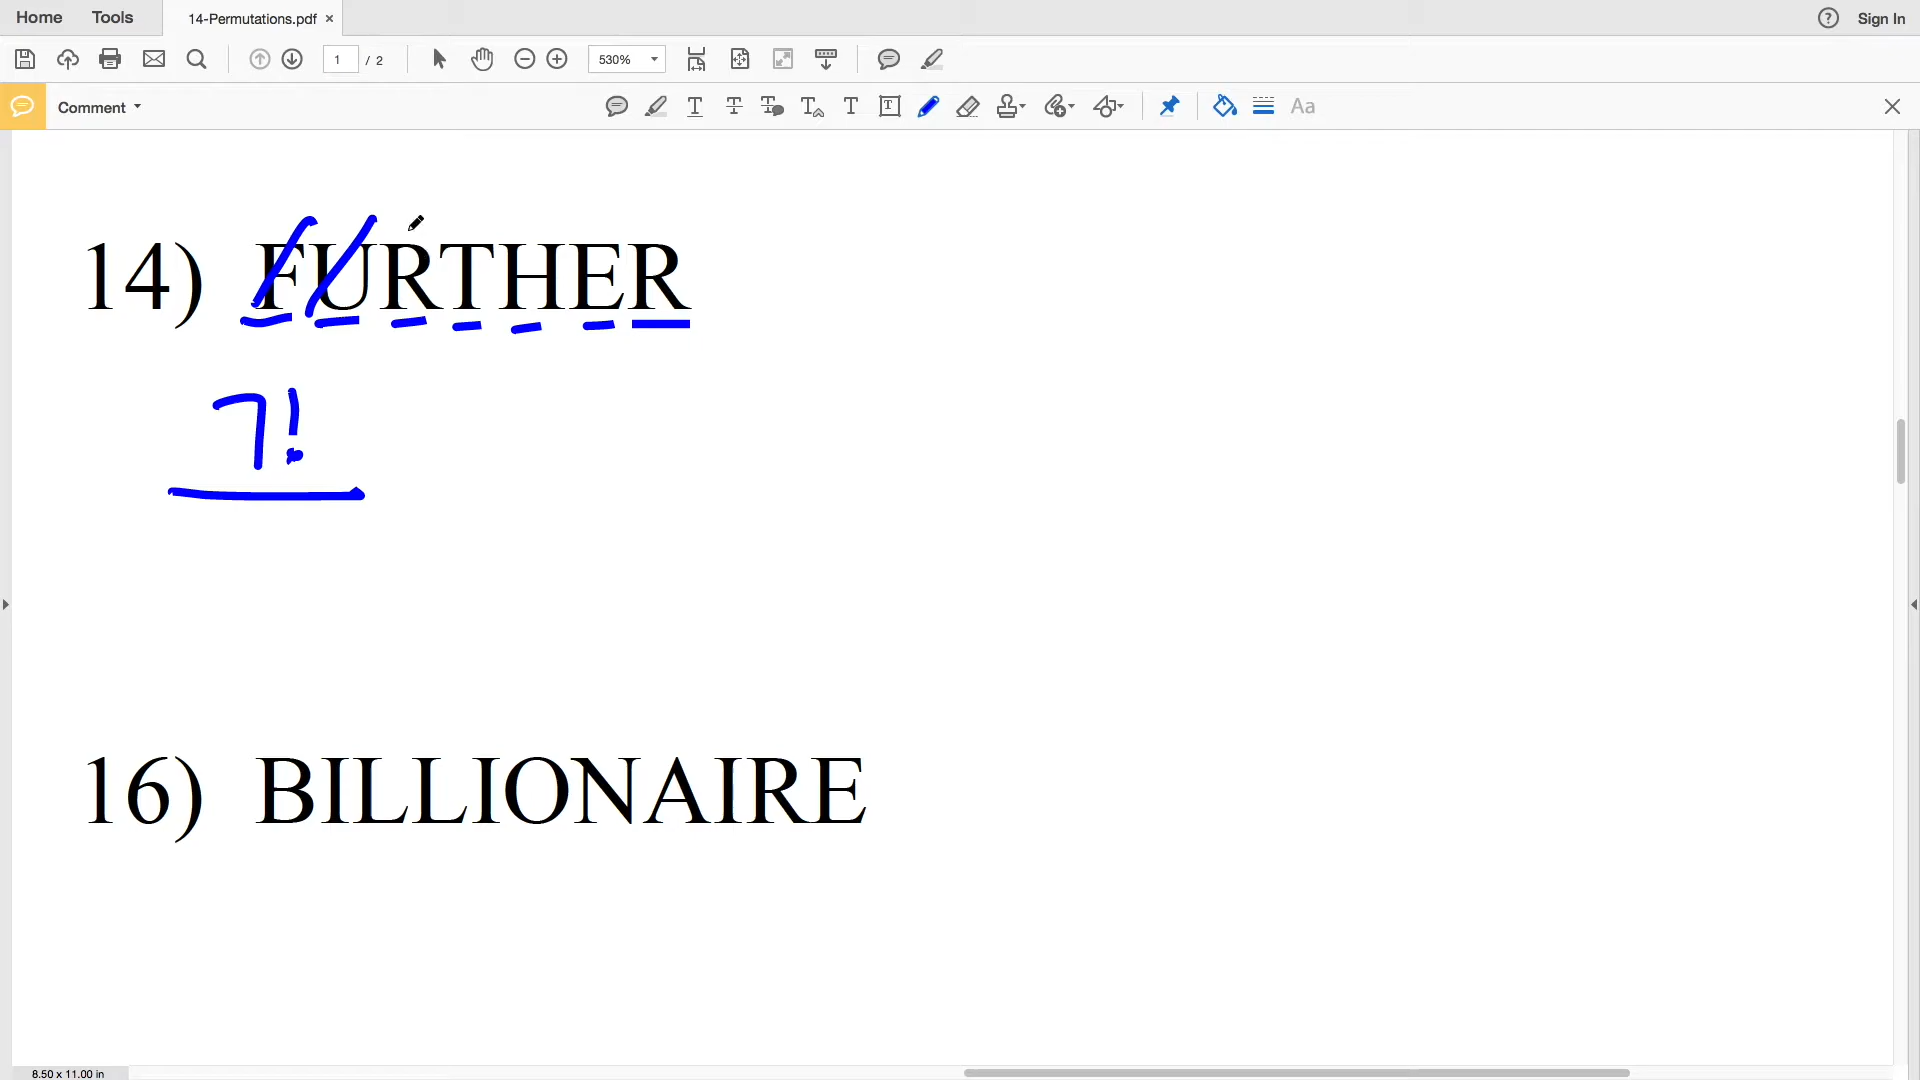 Home Tools 14-Permutations.pdf × ? Sign In
1 / 2 530%
Comment T T T T T T Aa
14) FURTHER
7!
16) BILLIONAIRE
8.50 x 11.00 in